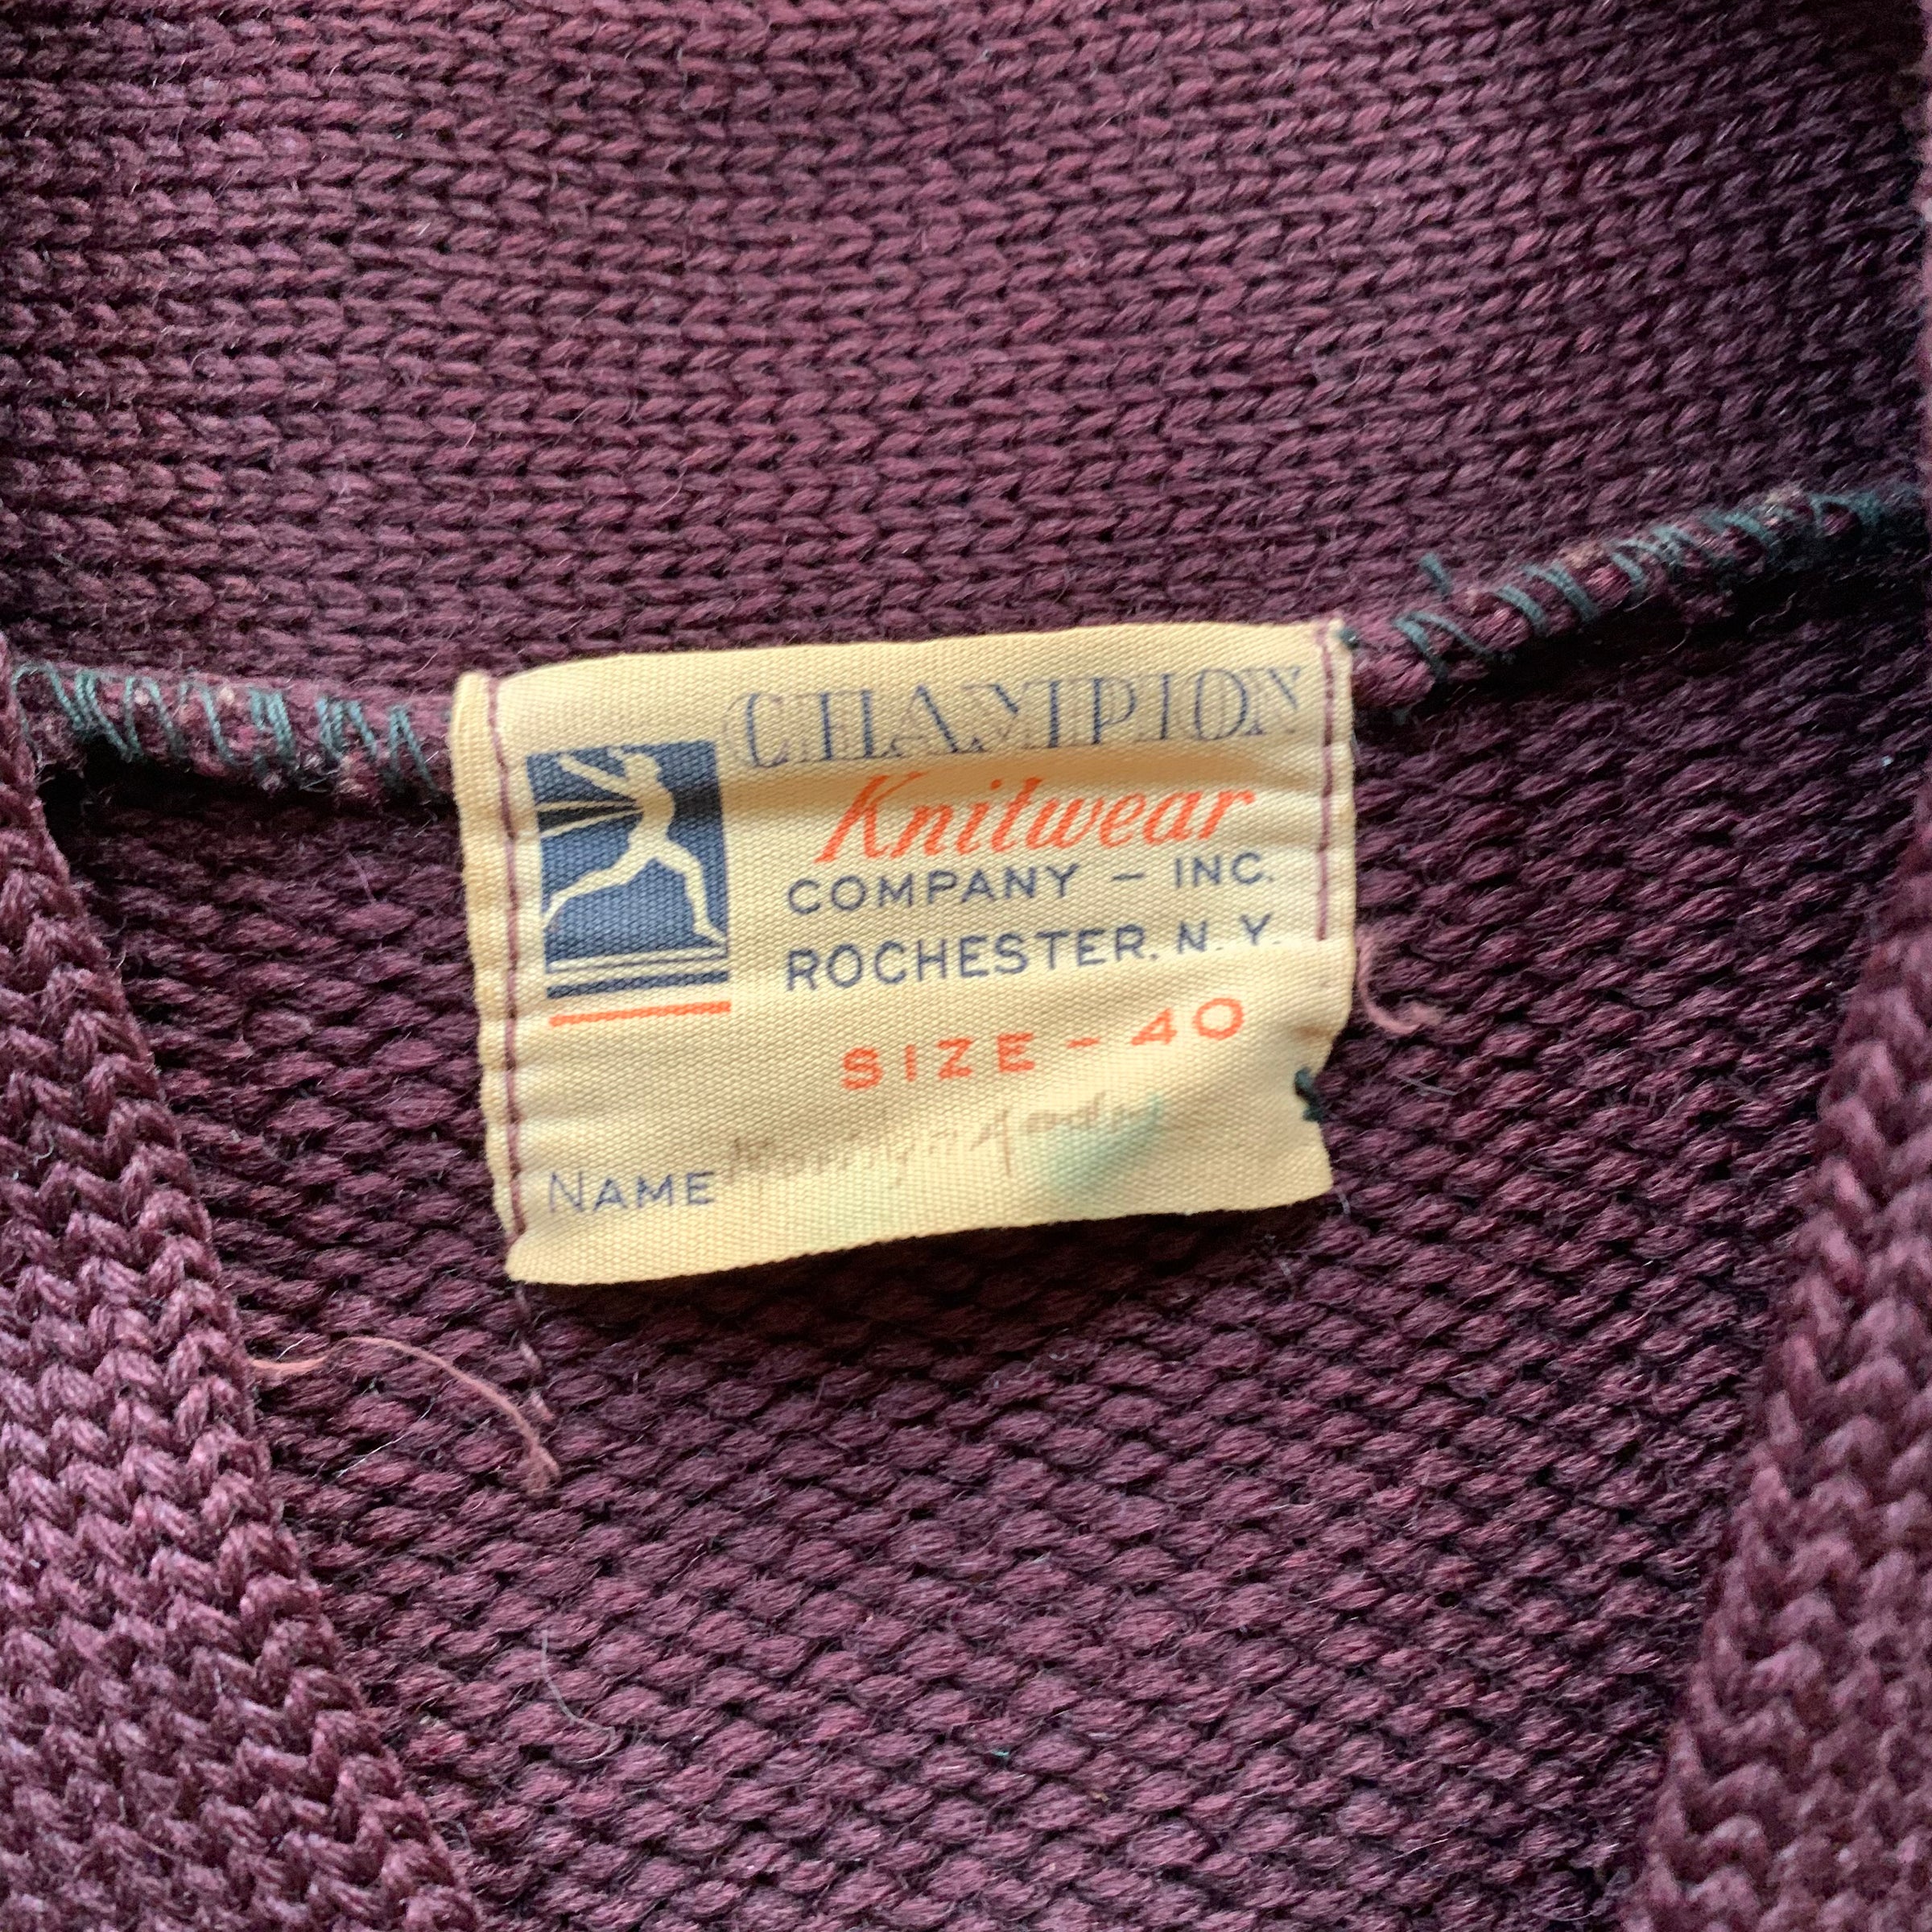 CHAMPION
Knitwear
COMPANY – INC.
ROCHESTER. N. Y.
SIZE – 40
NAME